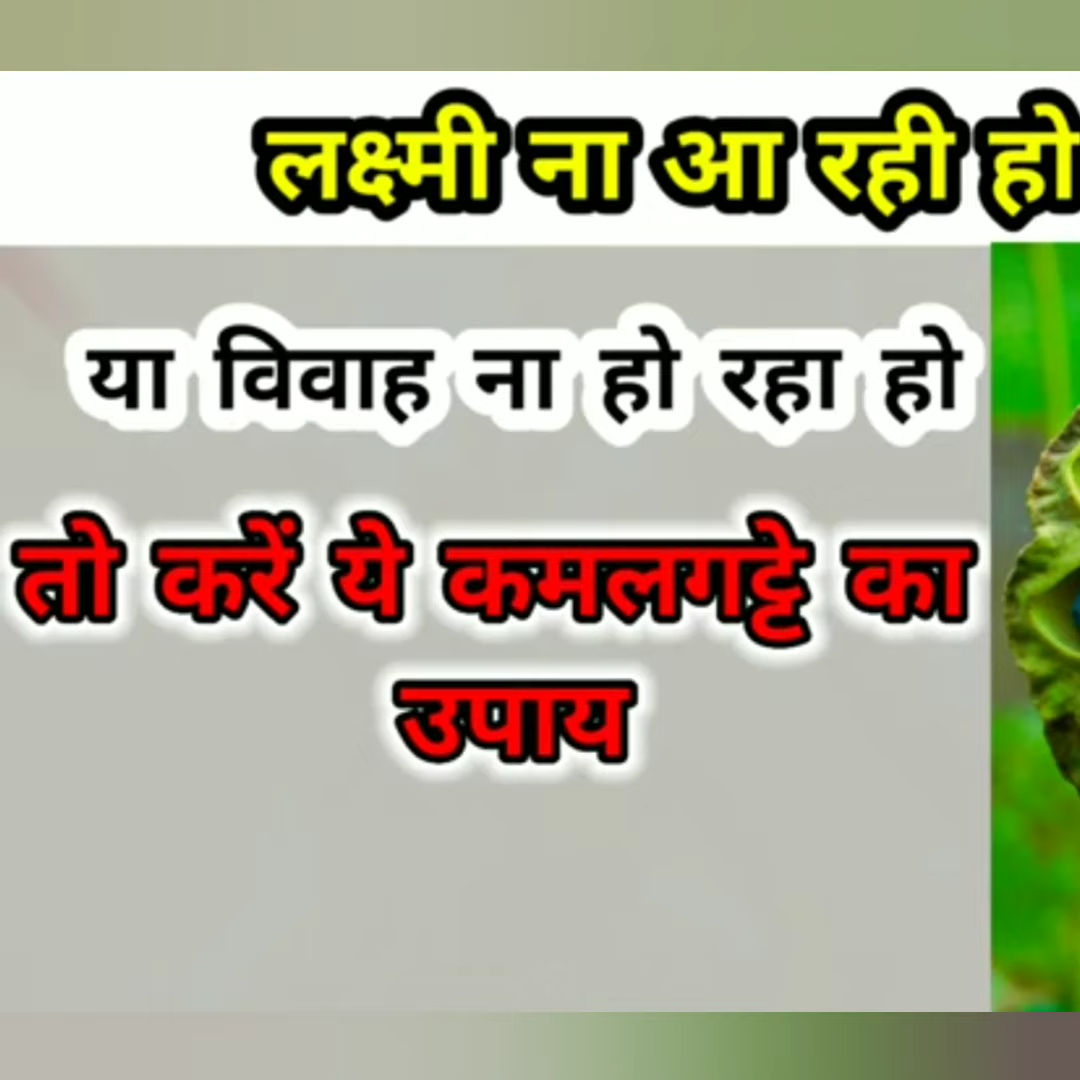 लक्ष्मी ना आ रही हो
या विवाह ना हो रहा हो
तो करें ये कमलगट्टे का
उपाय